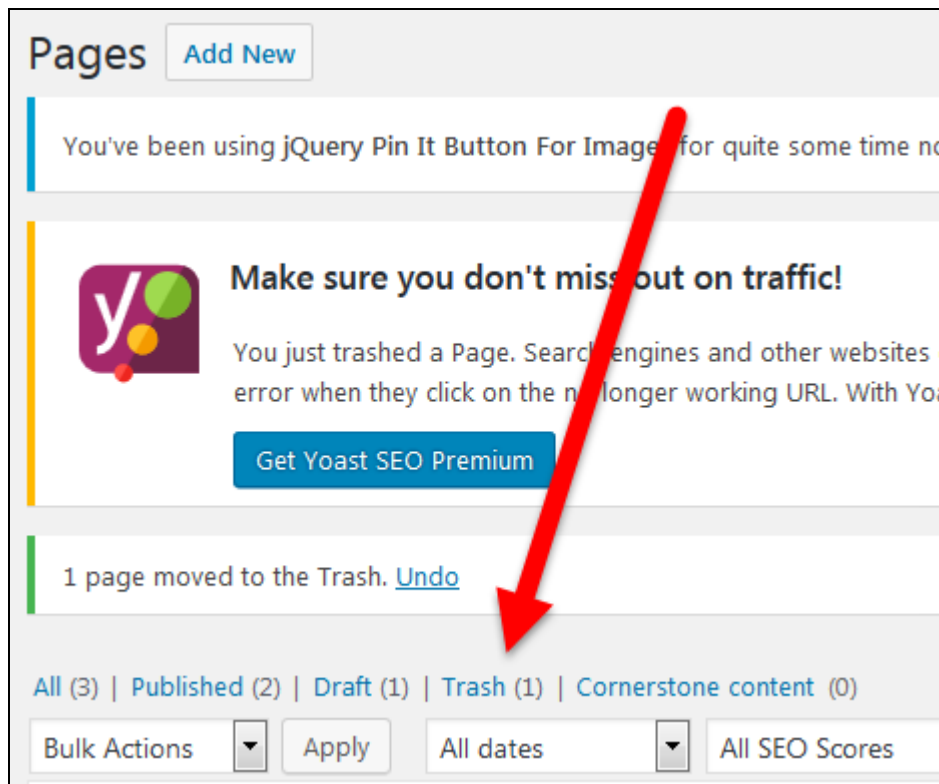 Pages Add New
You've been using jQuery Pin It Button For Image for quite some time
Make sure you don't miss out on traffic!
You just trashed a Page. Search engines and other websites
error when they click on the no longer working URL. With
Get Yoast SEO Premium
1 page moved to the Trash. Undo
All (3) | Published (2) | Draft (1) | Trash (1) | Cornerstone content (0)
Bulk Actions Apply All dates All SEO Scores